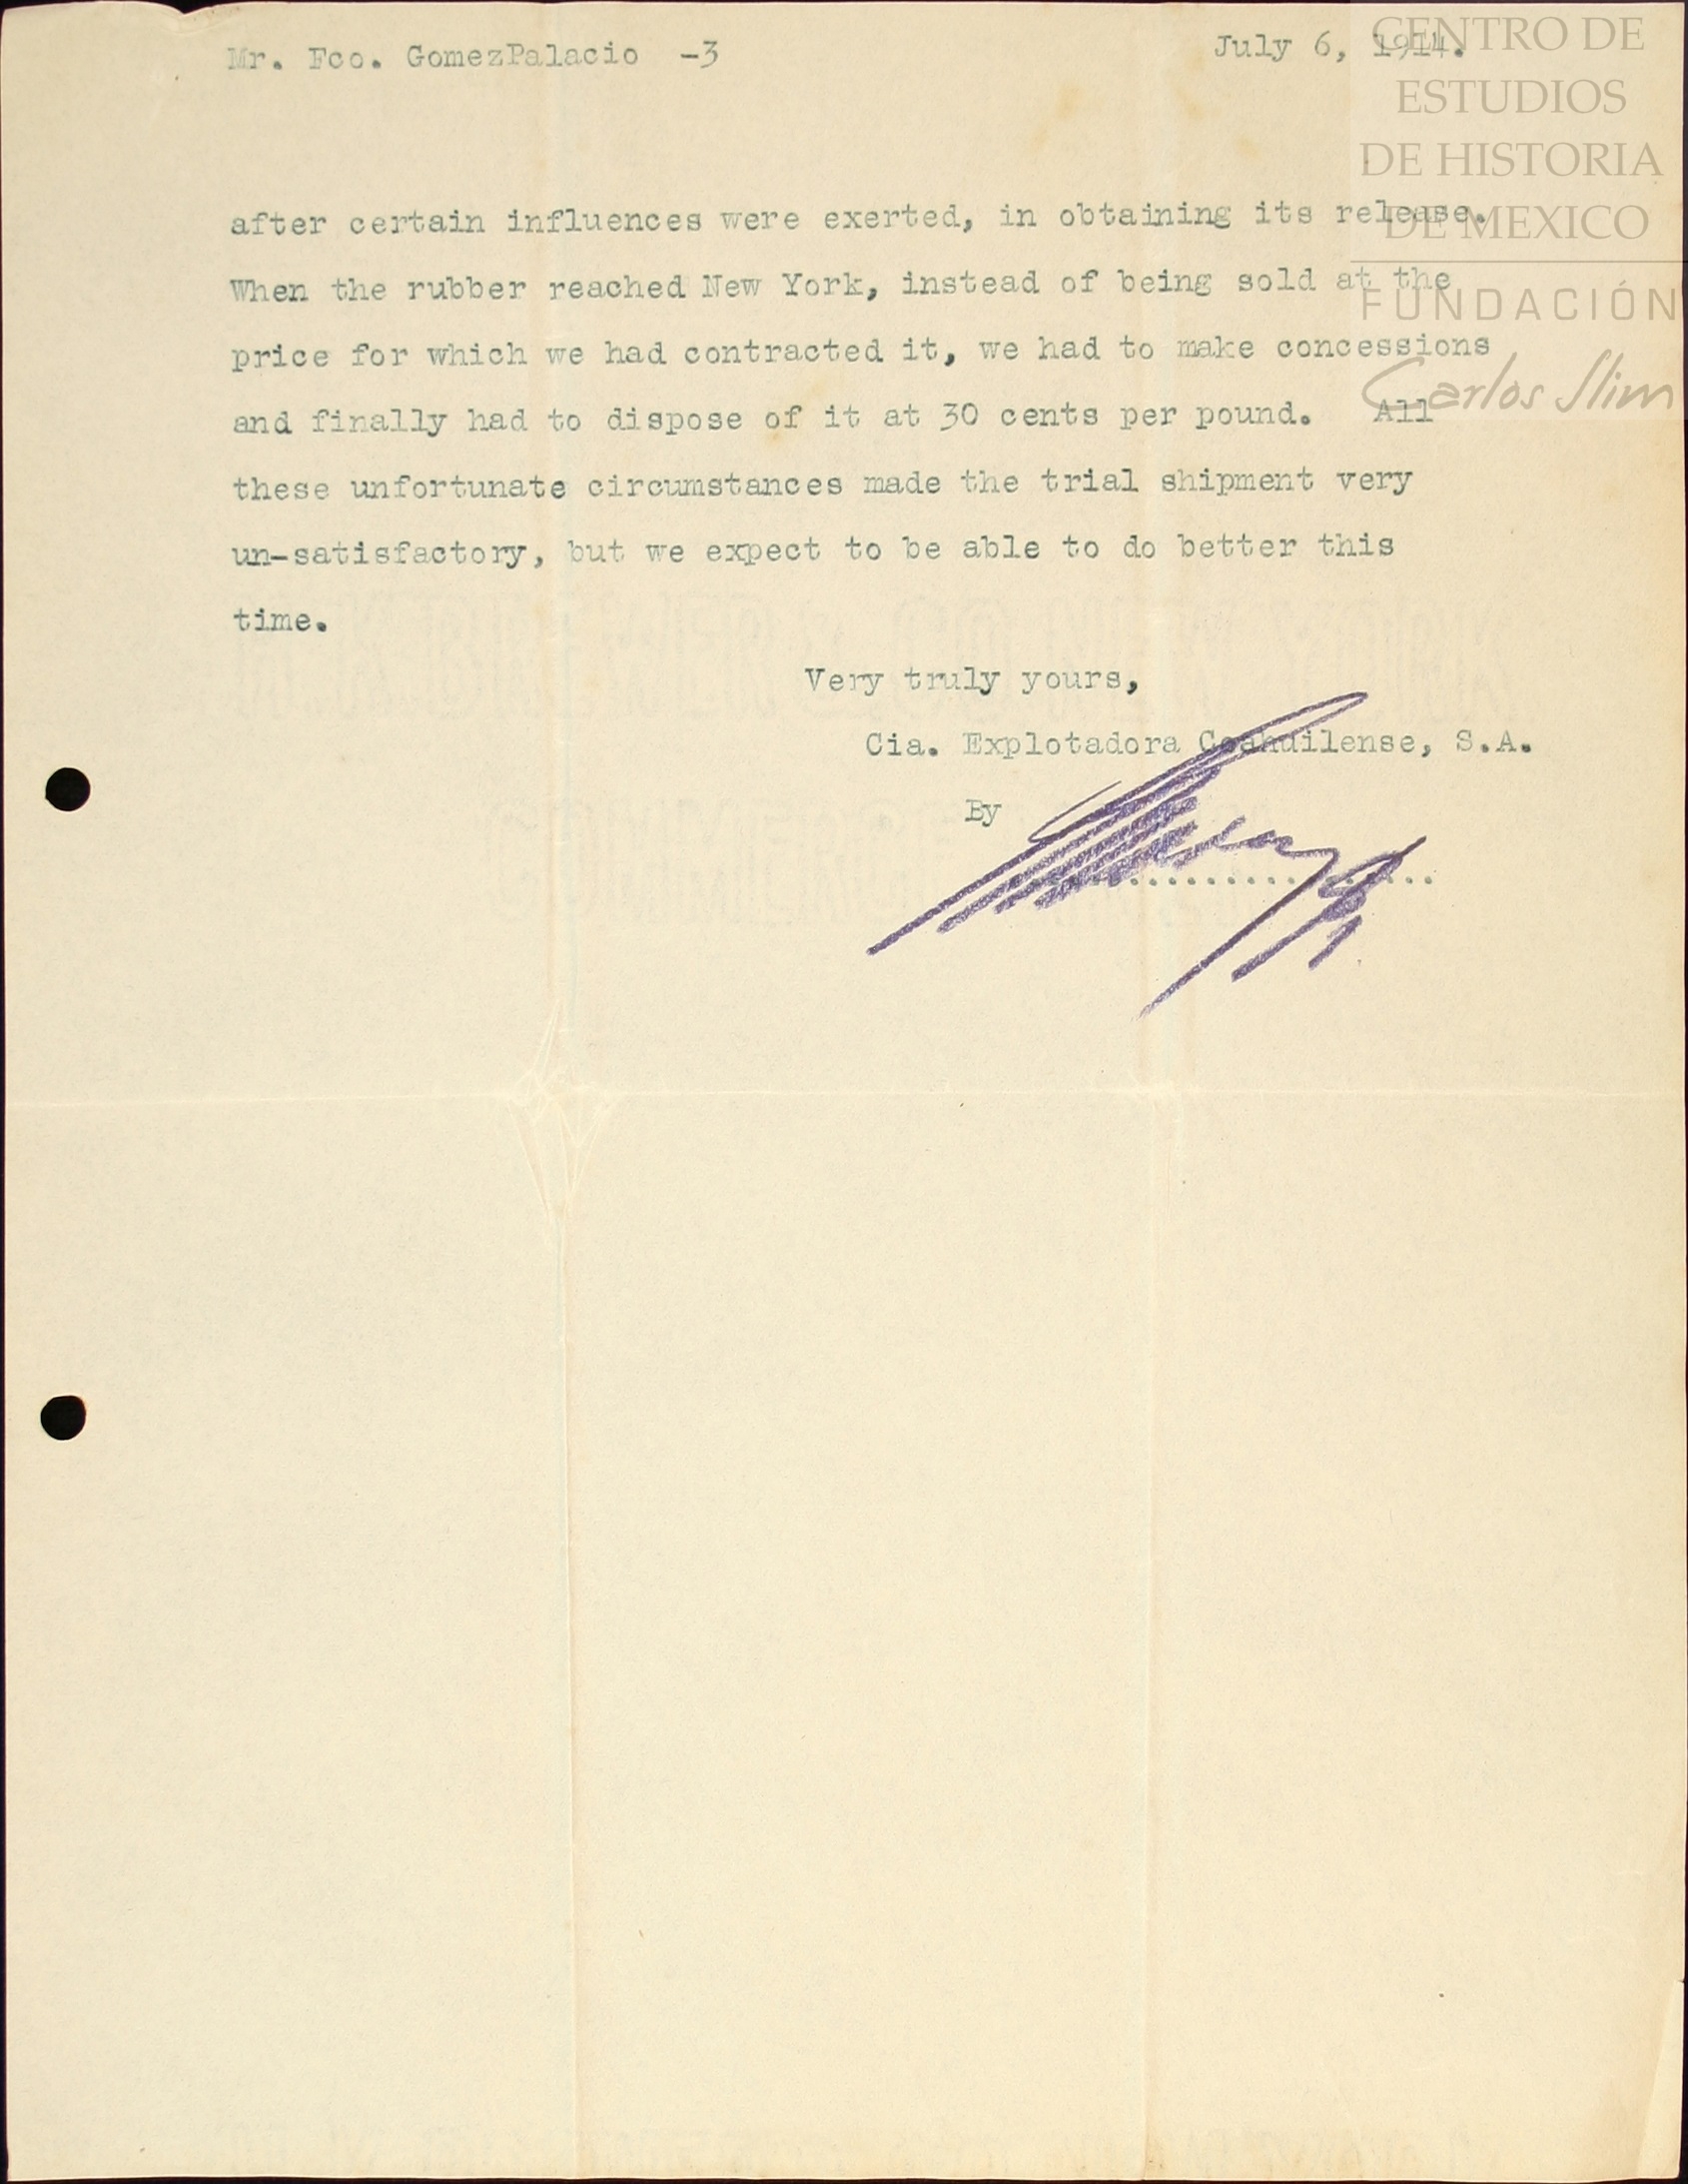 Mr. Fco. GomezPalacio -3 July 6, 1914.
CENTRO DE
ESTUDIOS
DE HISTORIA
DE MEXICO
FUNDACIÓN
Carlos Slim
after certain influences were exerted, in obtaining its release.
When the rubber reached New York, instead of being sold at the
price for which we had contracted it, we had to make concessions
and finally had to dispose of it at 30 cents per pound. All
these unfortunate circumstances made the trial shipment very
un-satisfactory, but we expect to be able to do better this
time.
Very truly yours,
Cia. Explotadora Coahuilense, S.A.
By